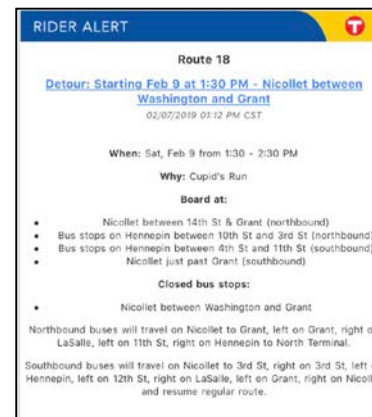 RIDER ALERT
T
Route 18
Detour: Starting Feb 9 at 1:30 PM - Nicollet between
Washington and Grant
02/07/2019 01:12 PM CST
When: Sat, Feb 9 from 1:30 - 2:30 PM
Why: Cupid's Run
Board at:
• Nicollet between 14th St & Grant (northbound)
• Bus stops on Hennepin between 10th St and 3rd St (northbound)
• Bus stops on Hennepin between 4th St and 11th St (southbound)
• Nicollet just past Grant (southbound)
Closed bus stops:
• Nicollet between Washington and Grant
Northbound buses will travel on Nicollet to Grant, left on Grant, right o
LaSalle, left on 11th St, right on Hennepin to North Terminal.
Southbound buses will travel on Nicollet to 3rd St, right on 3rd St, left
Hennepin, left on 12th St, right on LaSalle, left on Grant, right on Nicoll
and resume regular route.